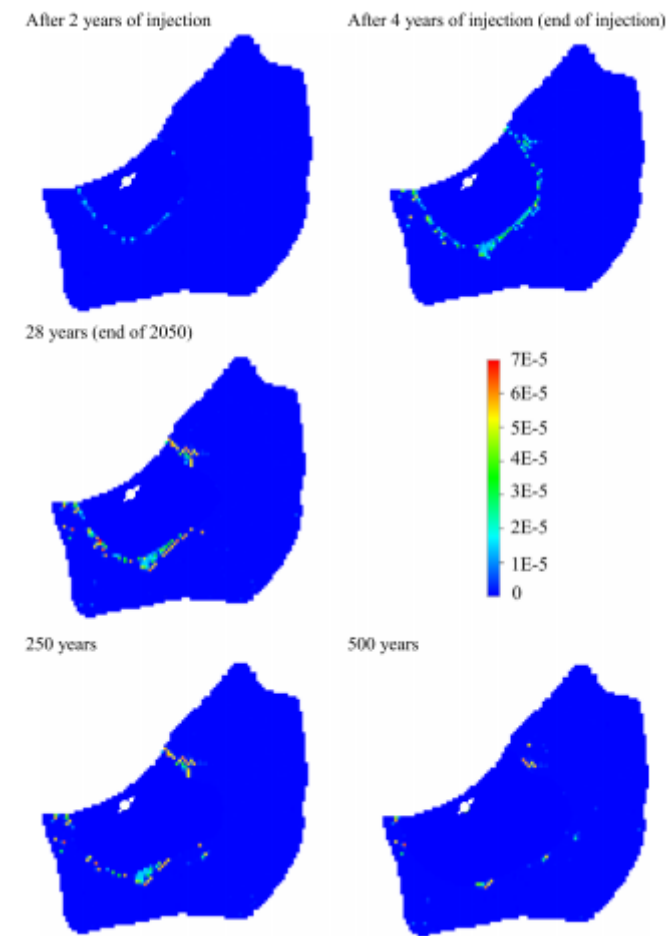 After 2 years of injection
After 4 years of injection (end of injection)
28 years (end of 2050)
7E-5
6E-5
5E-5
4E-5
3E-5
2E-5
1E-5
0
250 years
500 years